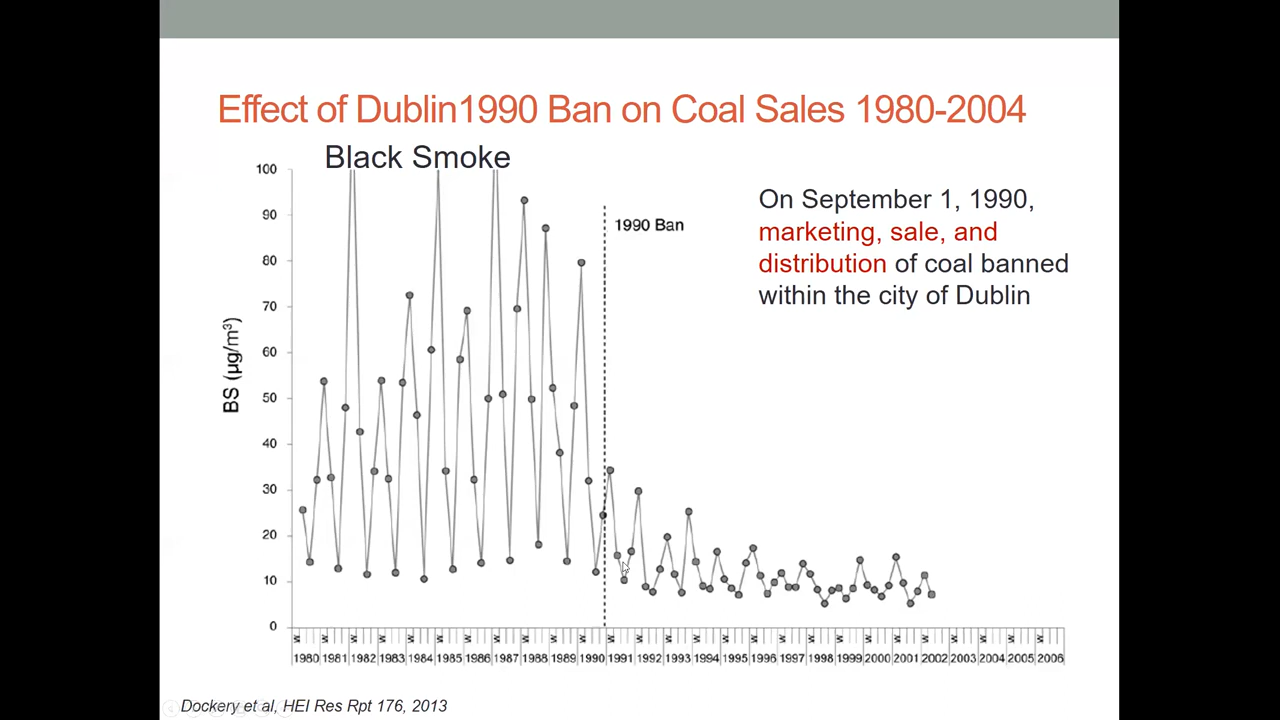 Effect of Dublin1990 Ban on Coal Sales 1980-2004
Black Smoke
On September 1, 1990,
marketing, sale, and
distribution of coal banned
within the city of Dublin
1990 Ban
BS (µg/m³)
100
90
80
70
60
50
40
30
20
10
0
W W W W W W W W W W W W W W W W W W W W W W W W W W W
1980 1981 1982 1983 1984 1985 1986 1987 1988 1989 1990 1991 1992 1993 1994 1995 1996 1997 1998 1999 2000 2001 2002 2003 2004 2005 2006
Dockery et al, HEI Res Rpt 176, 2013